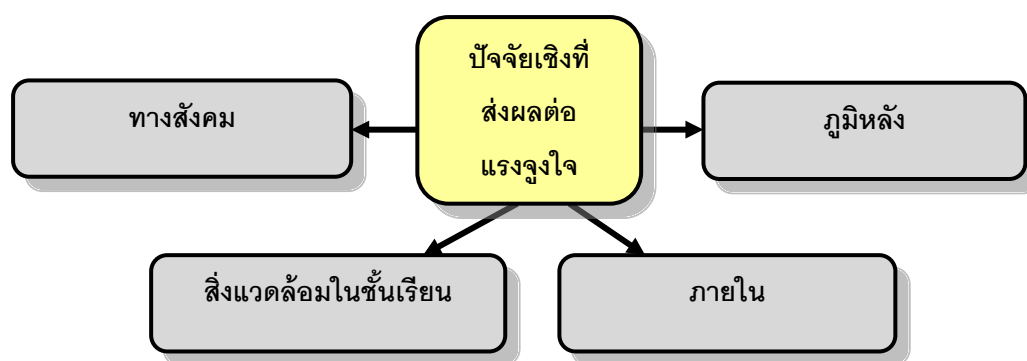 ปัจจัยเชิงที่
ส่งผลต่อ
แรงจูงใจ
ทางสังคม
ภูมิหลัง
สิ่งแวดล้อมในชั้นเรียน
ภายใน